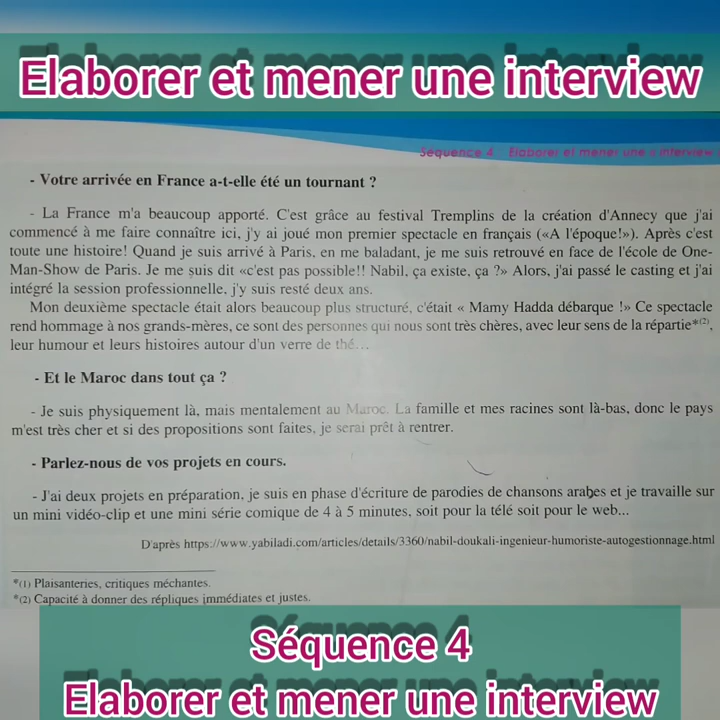 Elaborer et mener une interview
Séquence 4 Elaborer et mener une interview
- Votre arrivée en France a-t-elle été un tournant ?
- La France m'a beaucoup apporté. C'est grâce au festival Tremplins de la création d'Annecy que j'ai
commencé à me faire connaître ici, j'y ai joué mon premier spectacle en français («A l'époque!»). Après c'est
toute une histoire! Quand je suis arrivé à Paris, en me baladant, je me suis retrouvé en face de l'école de One-
Man-Show de Paris. Je me suis dit «c'est pas possible!! Nabil, ça existe, ça ?» Alors, j'ai passé le casting et j'ai
intégré la session professionnelle, j'y suis resté deux ans.
Mon deuxième spectacle était alors beaucoup plus structuré, c'était « Mamy Hadda débarque !» Ce spectacle
rend hommage à nos grands-mères, ce sont des personnes qui nous sont très chères, avec leur sens de la répartie*(2),
leur humour et leurs histoires autour d'un verre de thé...
- Et le Maroc dans tout ça ?
- Je suis physiquement là, mais mentalement au Maroc. La famille et mes racines sont là-bas, donc le pays
m'est très cher et si des propositions sont faites, je serai prêt à rentrer.
- Parlez-nous de vos projets en cours.
- J'ai deux projets en préparation, je suis en phase d'écriture de parodies de chansons arabes et je travaille sur
un mini vidéo-clip et une mini série comique de 4 à 5 minutes, soit pour la télé soit pour le web...
D'après https://www.yabiladi.com/articles/details/3360/nabil-doukali-ingenieur-humoriste-autogestionnage.html
*(1) Plaisanteries, critiques méchantes.
*(2) Capacité à donner des répliques immédiates et justes.
Séquence 4
Elaborer et mener une interview